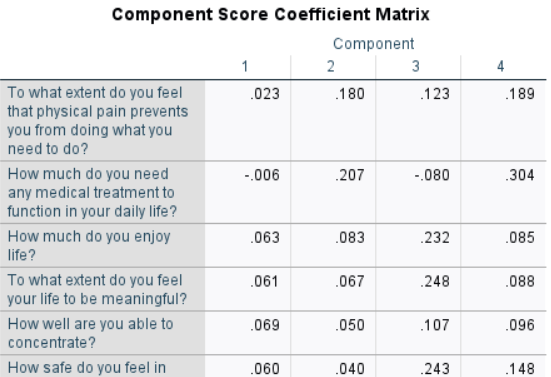 Component Score Coefficient Matrix
Component
1 2 3 4
To what extent do you feel .023 .180 .123 .189
that physical pain prevents
you from doing what you
need to do?
How much do you need -.006 .207 -.080 .304
any medical treatment to
function in your daily life?
How much do you enjoy .063 .083 .232 .085
life?
To what extent do you feel .061 .067 .248 .088
your life to be meaningful?
How well are you able to .069 .050 .107 .096
concentrate?
How safe do you feel in .060 .040 .243 .148